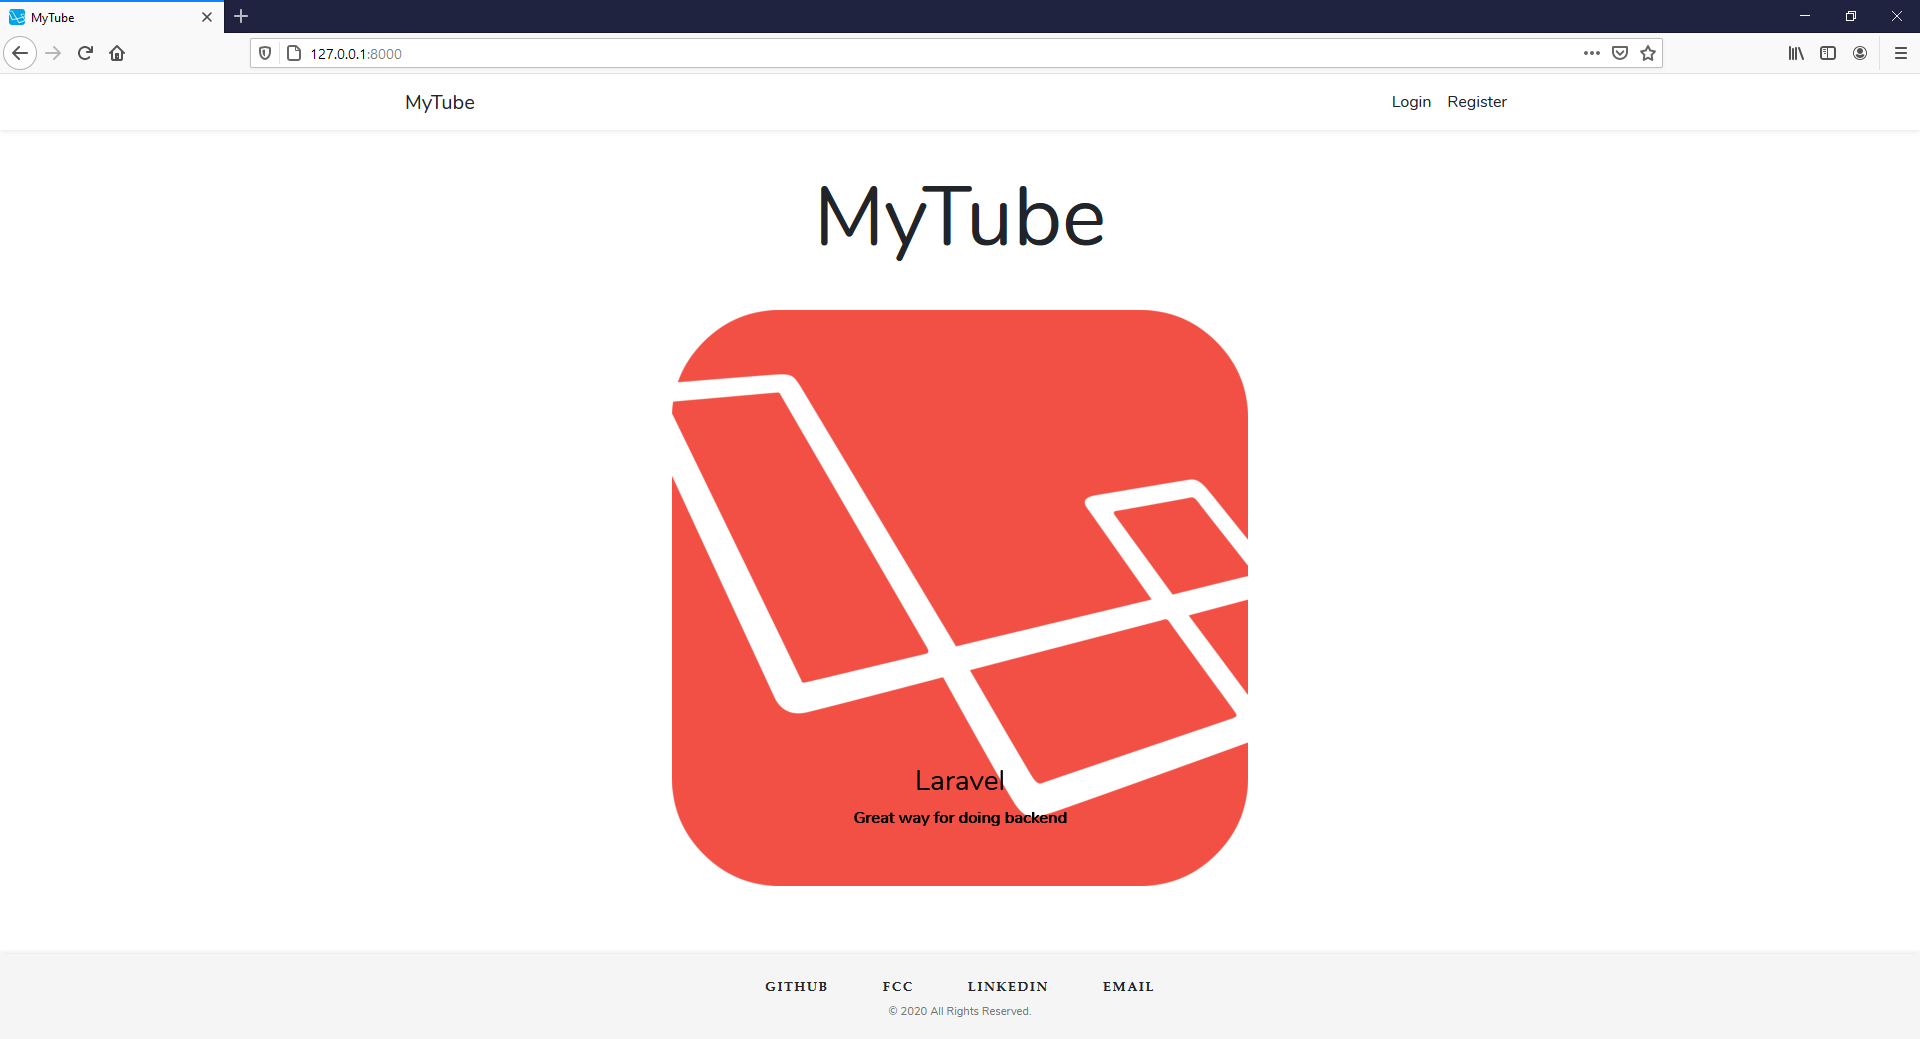 MyTube
127.0.0.1:8000
MyTube
Login Register
MyTube
Laravel
Great way for doing backend
GITHUB FCC LINKEDIN EMAIL
© 2020 All Rights Reserved.